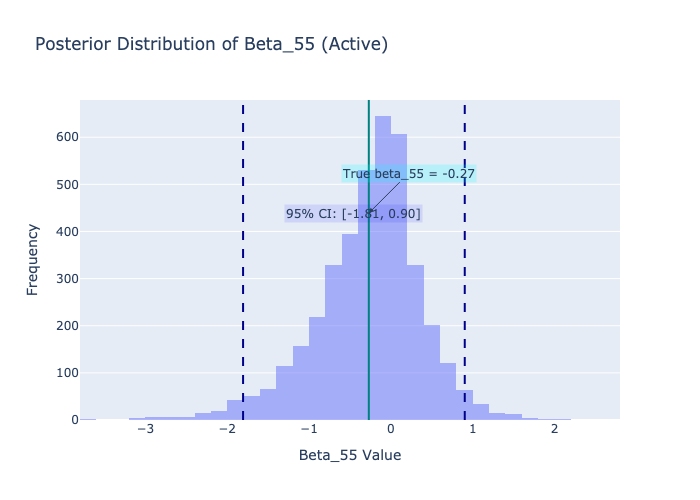 Posterior Distribution of Beta_55 (Active)
600
500
400
300
200
100
0
Frequency
True beta_55 = -0.27
95% CI: [-1.81, 0.90]
−3
−2
−1
0
1
2
Beta_55 Value